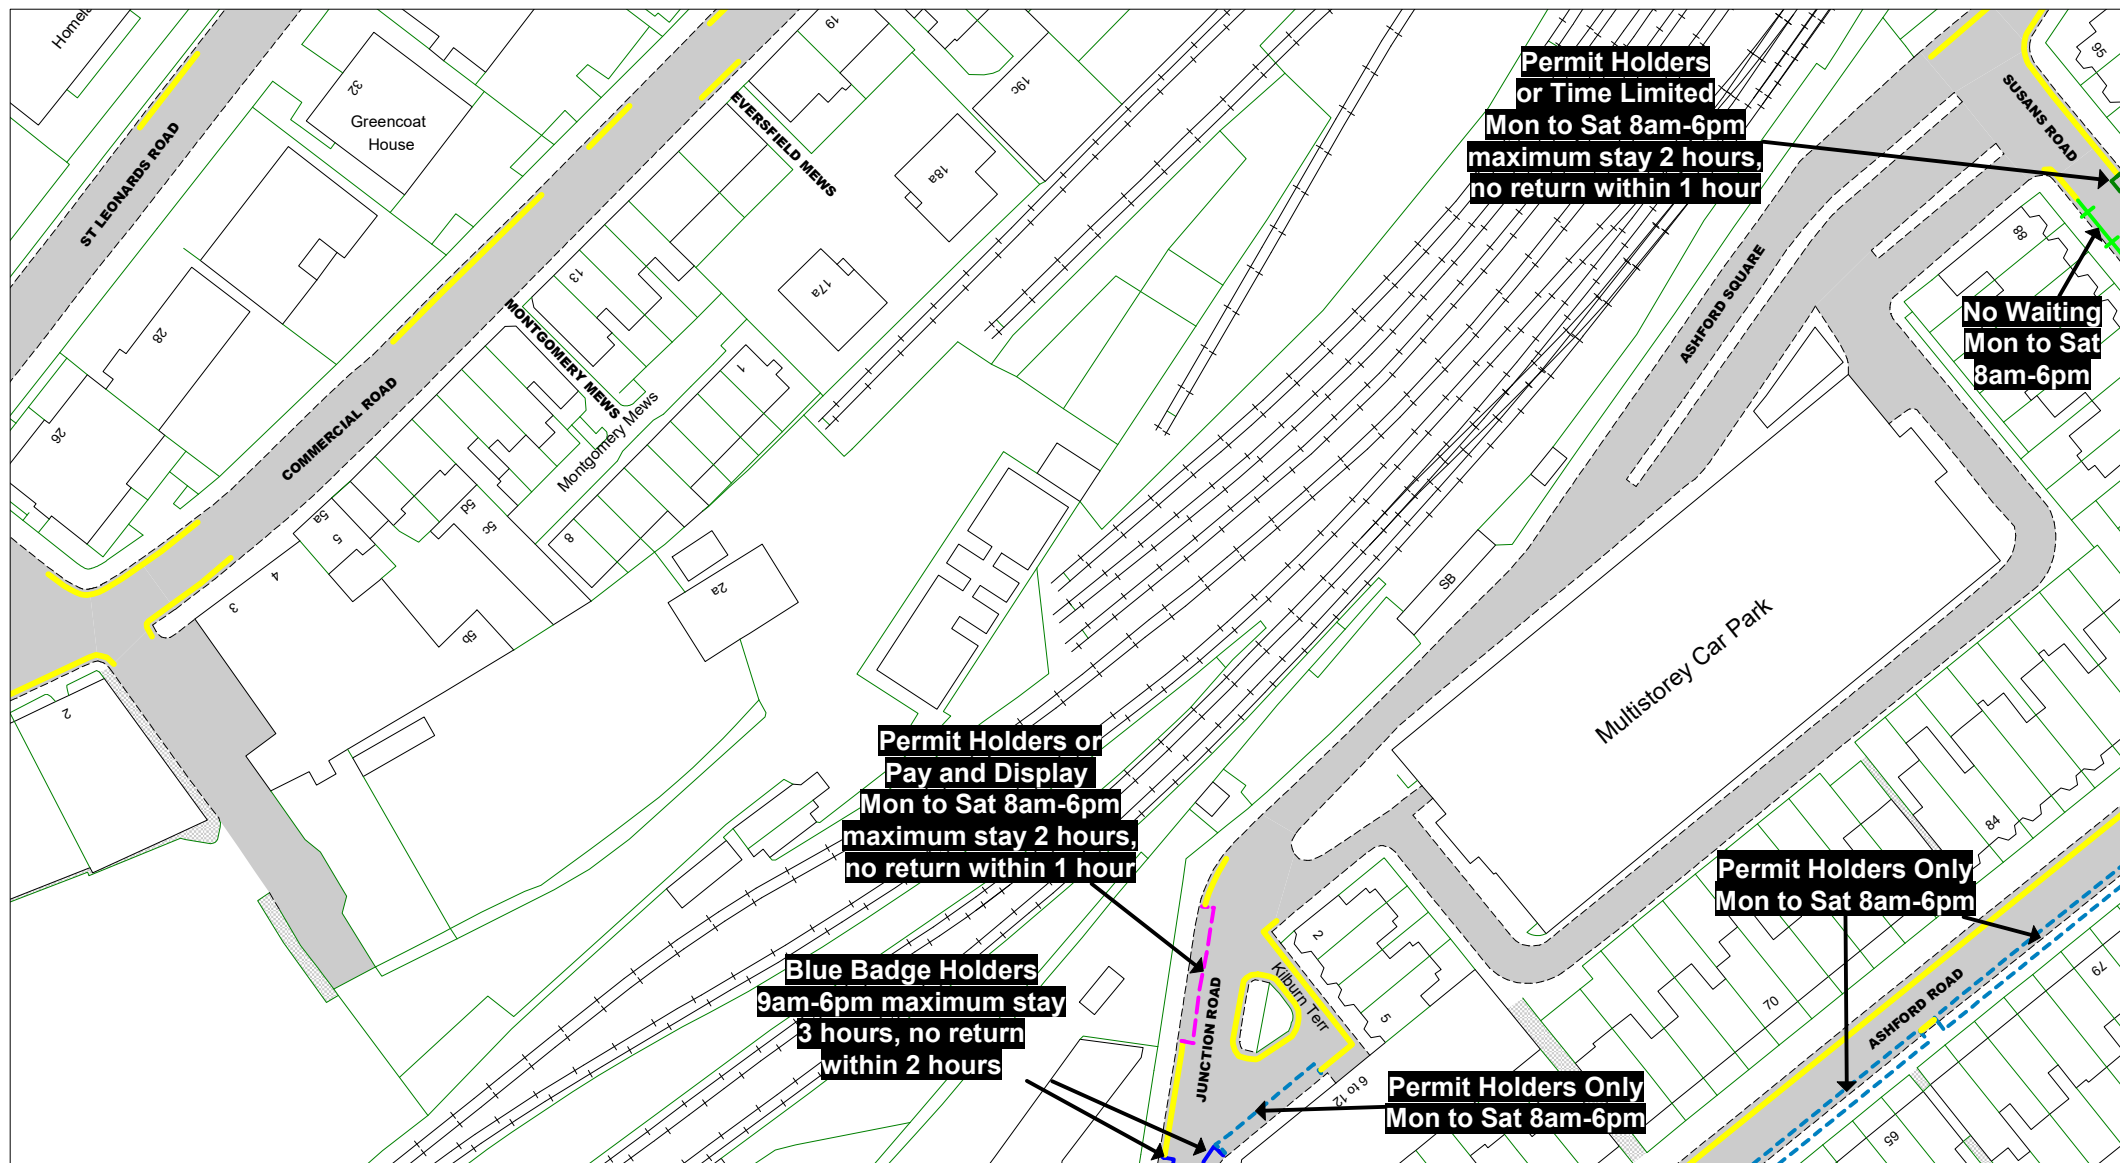 Homela
ST LEONARDS ROAD
32
Greencoat
House
28
26
COMMERCIAL ROAD
EVERSFIELD MEWS
19
19c
18a
17a
13
MONTGOMERY MEWS
Montgomery Mews
1
8
5a
5
5d
5c
4
3
5b
2a
2
Permit Holders
or Time Limited
Mon to Sat 8am-6pm
maximum stay 2 hours,
no return within 1 hour
SUSANS ROAD
95
88
No Waiting
Mon to Sat
8am-6pm
ASHFORD SQUARE
SB
Multistorey Car Park
Permit Holders or
Pay and Display
Mon to Sat 8am-6pm
maximum stay 2 hours,
no return within 1 hour
Blue Badge Holders
9am-6pm maximum stay
3 hours, no return
within 2 hours
JUNCTION ROAD
Kilburn Terr
2
5
6 to 12
Permit Holders Only
Mon to Sat 8am-6pm
Permit Holders Only
Mon to Sat 8am-6pm
84
70
ASHFORD ROAD
79
65